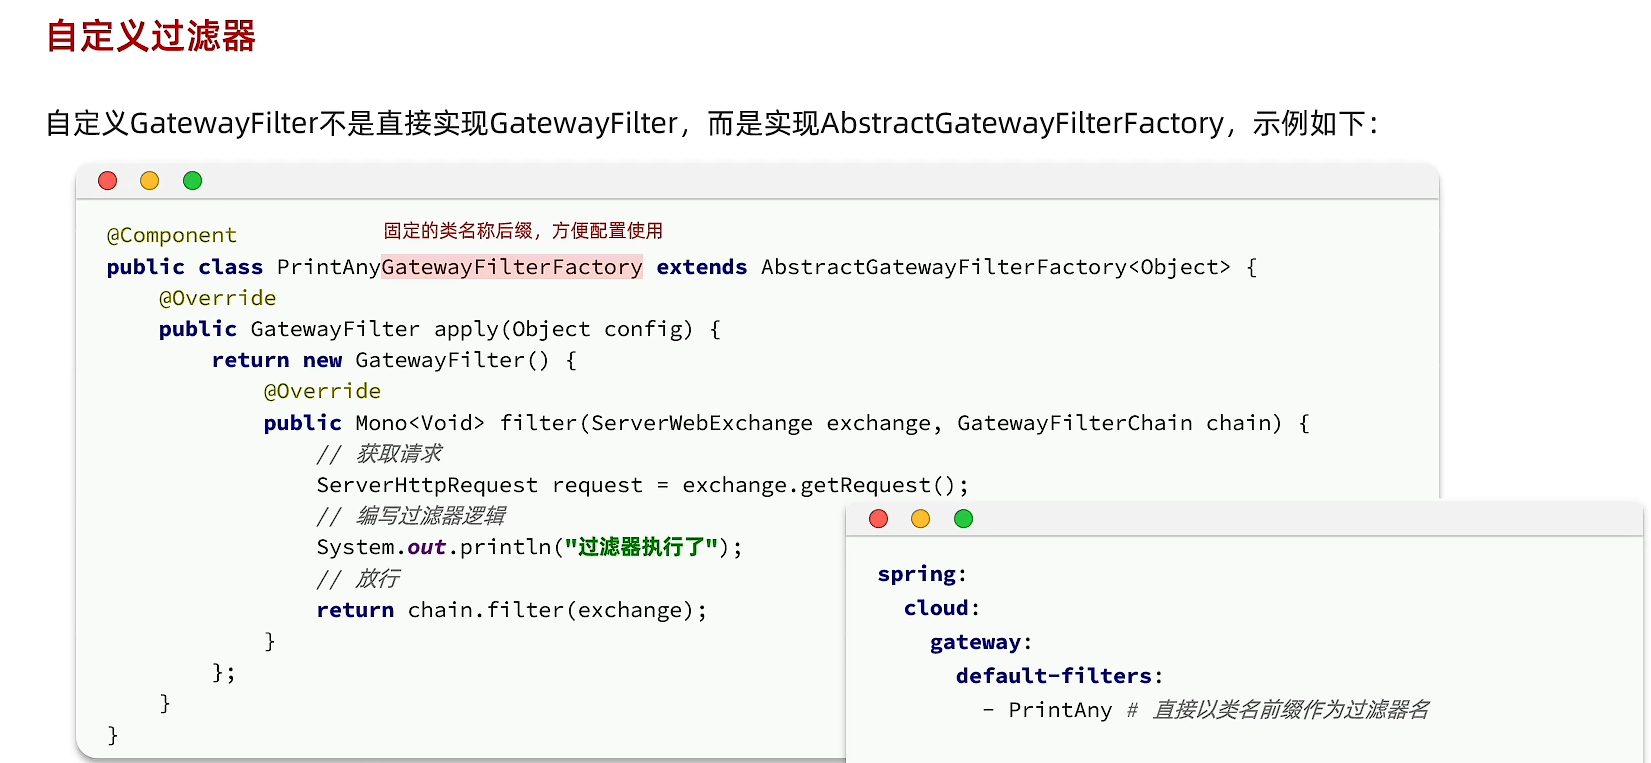 自定义过滤器
自定义GatewayFilter不是直接实现GatewayFilter，而是实现AbstractGatewayFilterFactory，示例如下：
@Component
固定的类名称后缀，方便配置使用
public class PrintAnyGatewayFilterFactory extends AbstractGatewayFilterFactory<Object> {
@Override
public GatewayFilter apply(Object config) {
return new GatewayFilter() {
@Override
public Mono<Void> filter(ServerWebExchange exchange, GatewayFilterChain chain) {
// 获取请求
ServerHttpRequest request = exchange.getRequest();
// 编写过滤器逻辑
System.out.println("过滤器执行了");
// 放行
return chain.filter(exchange);
}
};
}
}
spring:
cloud:
gateway:
default-filters:
- PrintAny # 直接以类名前缀作为过滤器名